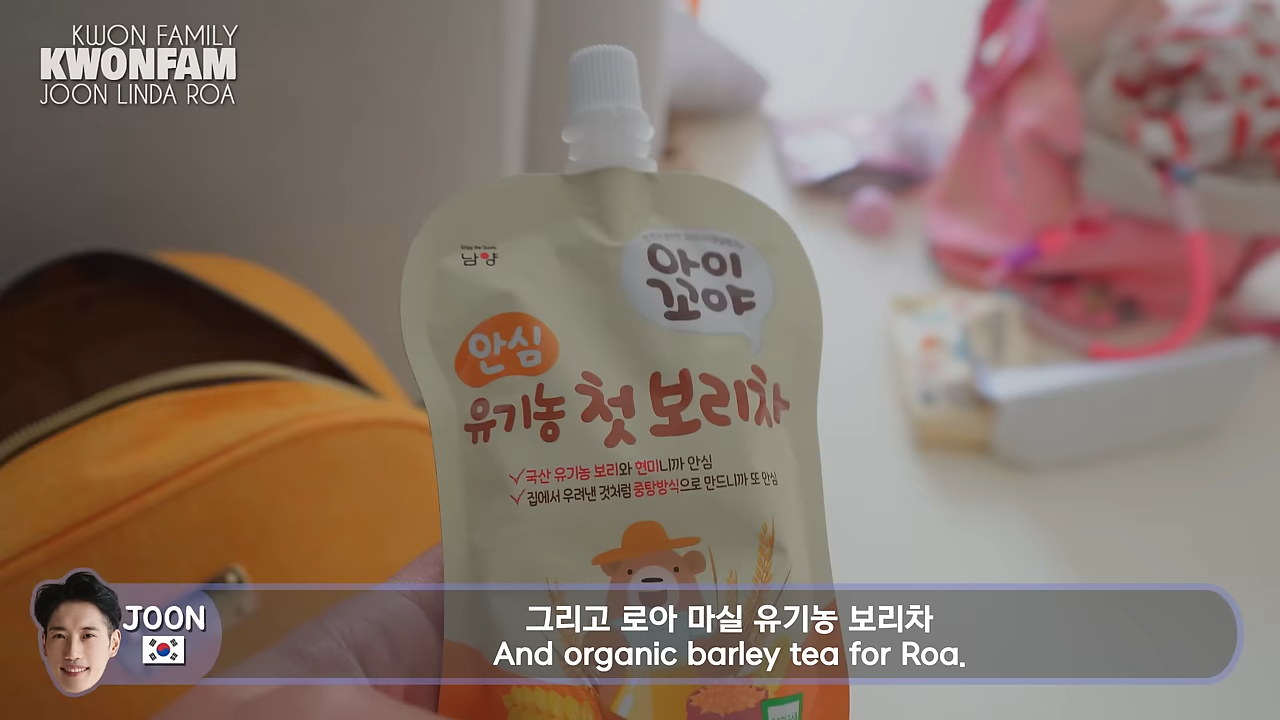 KWON FAMILY
KWONFAM
JOON LINDA ROA
Enjoy the Quality
남양
아이
꼬야
안심
유기농 첫 보리차
국산 유기농 보리와 현미니까 안심
집에서 우려낸 것처럼 중탕방식으로 만드니까 또 안심
JOON
그리고 로아 마실 유기농 보리차
And organic barley tea for Roa.